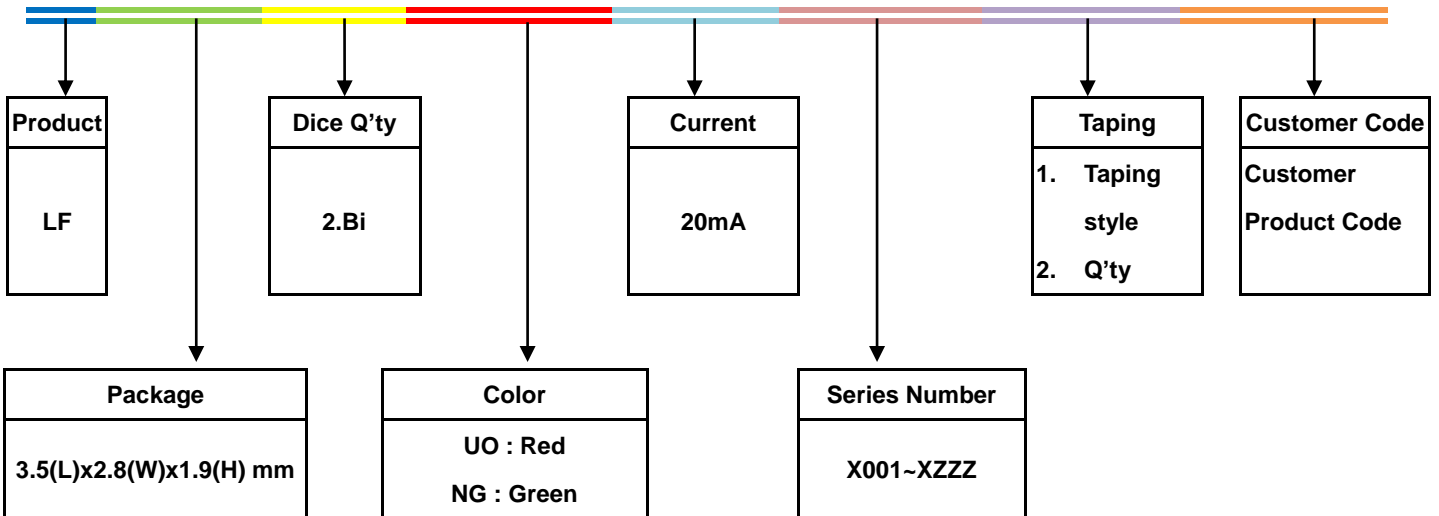 Product
LF
Dice Q’ty
2.Bi
Current
20mA
Taping
1. Taping
style
2. Q’ty
Customer Code
Customer
Product Code
Package
3.5(L)x2.8(W)x1.9(H) mm
Color
UO : Red
NG : Green
Series Number
X001~XZZZ